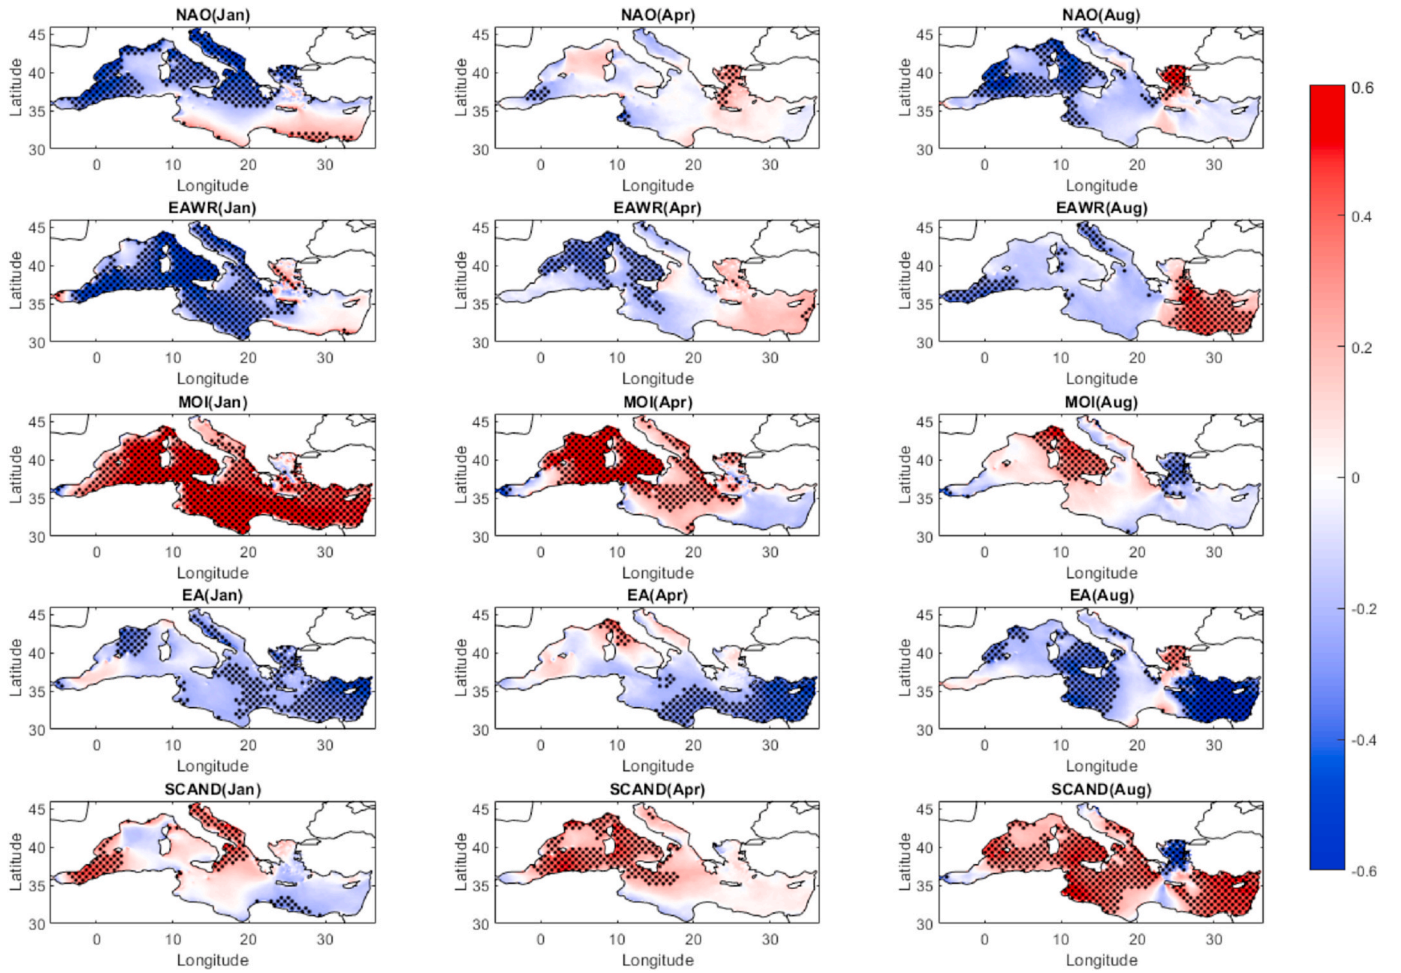 NAO(Jan) NAO(Apr) NAO(Aug)
Latitude 45 40 35 30 45 40 35 30 Latitude 45 40 35 30 Latitude
0 10 20 30 0 10 20 30 0 10 20 30
Longitude Longitude Longitude
EAWR(Jan) EAWR(Apr) EAWR(Aug)
Latitude 45 40 35 30 45 40 35 30 Latitude 45 40 35 30 Latitude
0 10 20 30 0 10 20 30 0 10 20 30
Longitude Longitude Longitude
MOI(Jan) MOI(Apr) MOI(Aug)
Latitude 45 40 35 30 45 40 35 30 Latitude 45 40 35 30 Latitude
0 10 20 30 0 10 20 30 0 10 20 30
Longitude Longitude Longitude
EA(Jan) EA(Apr) EA(Aug)
Latitude 45 40 35 30 45 40 35 30 Latitude 45 40 35 30 Latitude
0 10 20 30 0 10 20 30 0 10 20 30
Longitude Longitude Longitude
SCAND(Jan) SCAND(Apr) SCAND(Aug)
Latitude 45 40 35 30 45 40 35 30 Latitude 45 40 35 30 Latitude
0 10 20 30 0 10 20 30 0 10 20 30
Longitude Longitude Longitude
0.6
0.4
0.2
0
-0.2
-0.4
-0.6